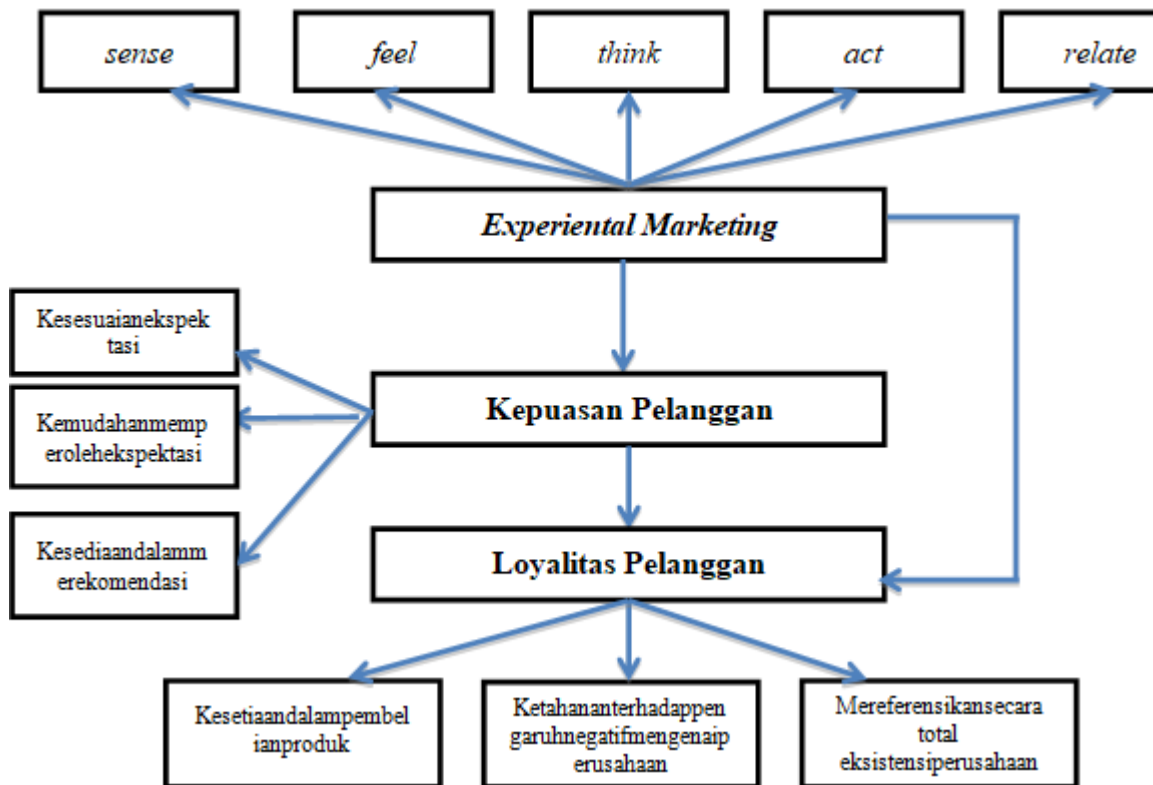 sense
feel
think
act
relate
Experiental Marketing
Kesesuaianekspek
tasi
Kemudahanmemp
erolehekspektasi
Kesediaandalamm
erekomendasi
Kepuasan Pelanggan
Loyalitas Pelanggan
Kesetiaandalampembel
ianproduk
Ketahananterhadappen
garuhnegatifmengenaip
erusahaan
Mereferensikansecara
total
eksistensiperusahaan